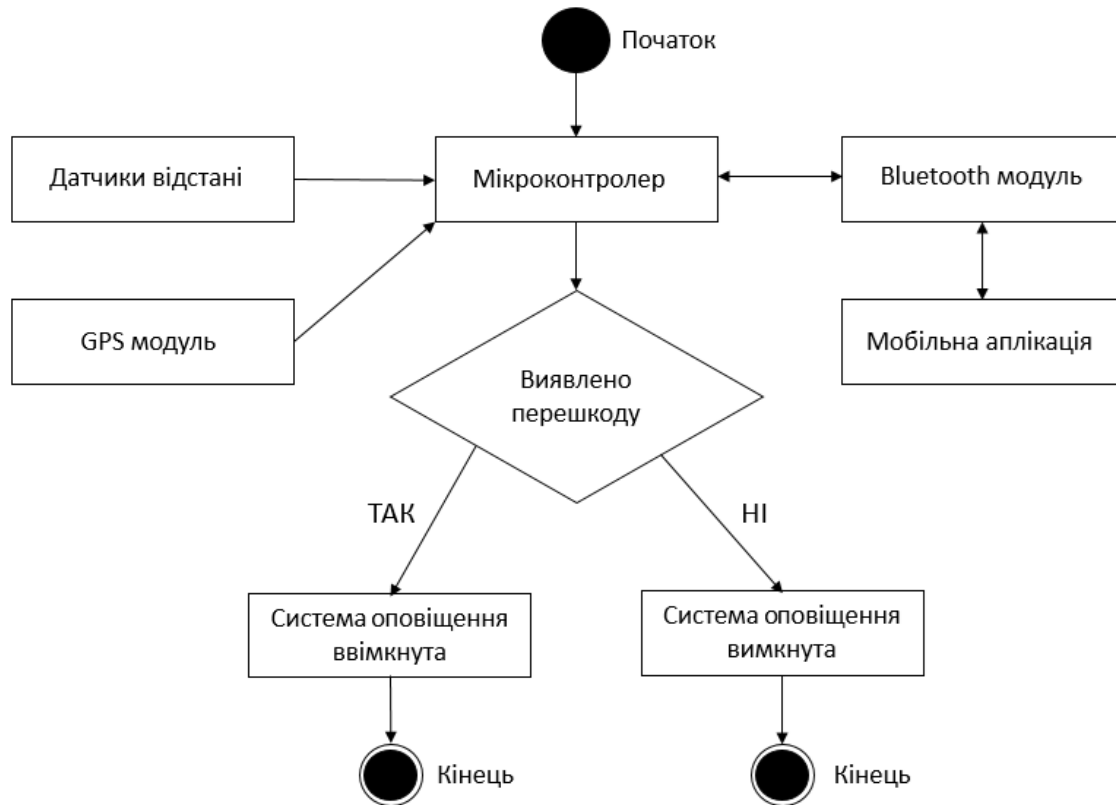 Початок
Датчики відстані
Мікроконтролер
Bluetooth модуль
GPS модуль
Мобільна аплікація
Виявлено
перешкоду
ТАК
НІ
Система оповіщення
ввімкнута
Система оповіщення
вимкнута
Кінець
Кінець